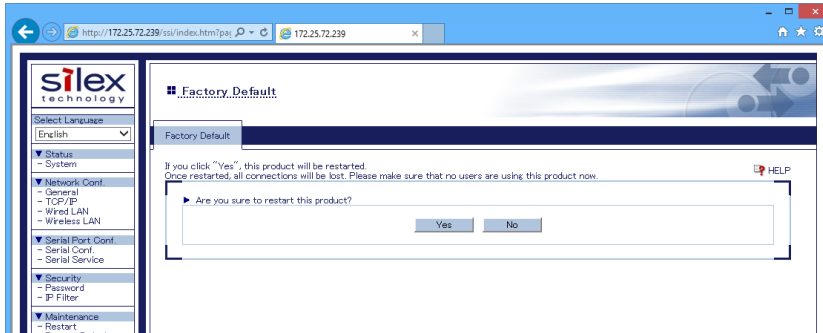 http://172.25.72.239/ssi/index.htm?pa
172.25.72.239
silex
technology
Select Language
English
▼ Status
- System
▼ Network Conf.
- General
- TCP/IP
- Wired LAN
- Wireless LAN
▼ Serial Port Conf.
- Serial Conf.
- Serial Service
▼ Security
- Password
- IP Filter
▼ Maintenance
- Restart
Factory Default
Factory Default
If you click "Yes", this product will be restarted.
Once restarted, all connections will be lost. Please make sure that no users are using this product now.
HELP
Are you sure to restart this product?
Yes No